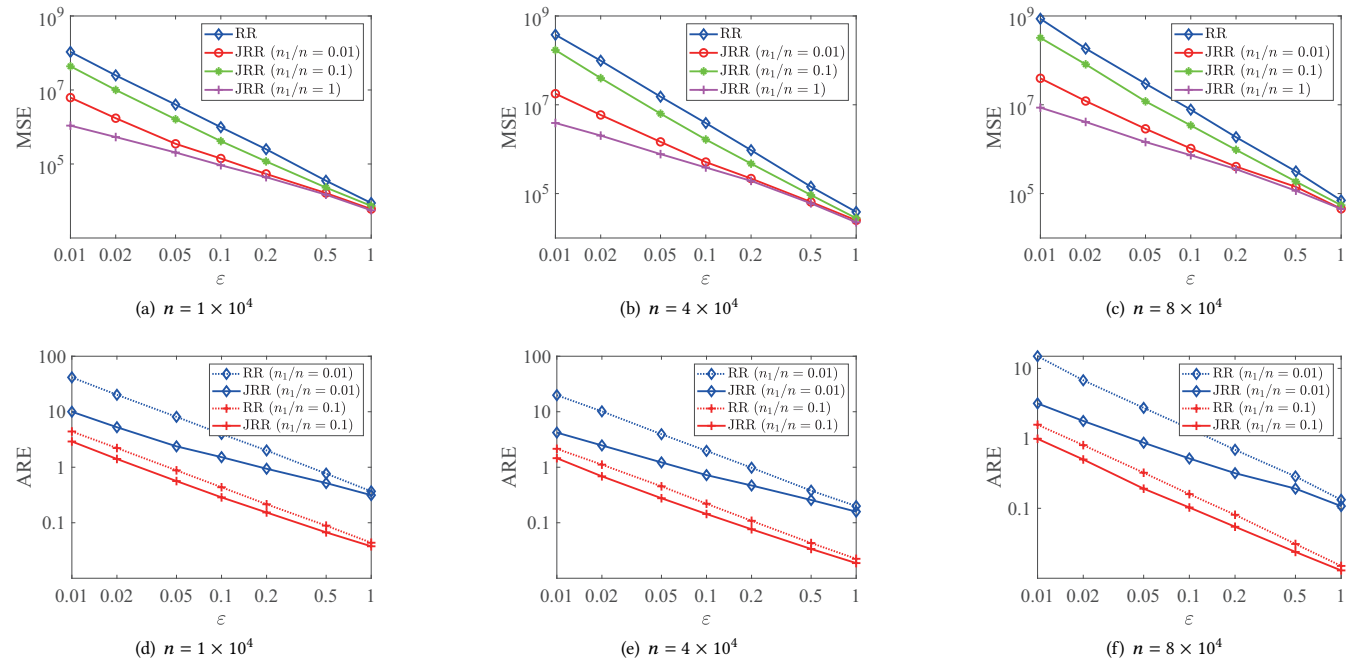 10^9
10^7
10^5
MSE
RR
JRR (n_1/n = 0.01)
JRR (n_1/n = 0.1)
JRR (n_1/n = 1)
0.01 0.02 0.05 0.1 0.2 0.5 1
ε
(a) n = 1 × 10^4
10^9
10^7
10^5
MSE
RR
JRR (n_1/n = 0.01)
JRR (n_1/n = 0.1)
JRR (n_1/n = 1)
0.01 0.02 0.05 0.1 0.2 0.5 1
ε
(b) n = 4 × 10^4
10^9
10^7
10^5
MSE
RR
JRR (n_1/n = 0.01)
JRR (n_1/n = 0.1)
JRR (n_1/n = 1)
0.01 0.02 0.05 0.1 0.2 0.5 1
ε
(c) n = 8 × 10^4
100
10
1
0.1
ARE
RR (n_1/n = 0.01)
JRR (n_1/n = 0.01)
RR (n_1/n = 0.1)
JRR (n_1/n = 0.1)
0.01 0.02 0.05 0.1 0.2 0.5 1
ε
(d) n = 1 × 10^4
100
10
1
0.1
ARE
RR (n_1/n = 0.01)
JRR (n_1/n = 0.01)
RR (n_1/n = 0.1)
JRR (n_1/n = 0.1)
0.01 0.02 0.05 0.1 0.2 0.5 1
ε
(e) n = 4 × 10^4
10
1
0.1
ARE
RR (n_1/n = 0.01)
JRR (n_1/n = 0.01)
RR (n_1/n = 0.1)
JRR (n_1/n = 0.1)
0.01 0.02 0.05 0.1 0.2 0.5 1
ε
(f) n = 8 × 10^4